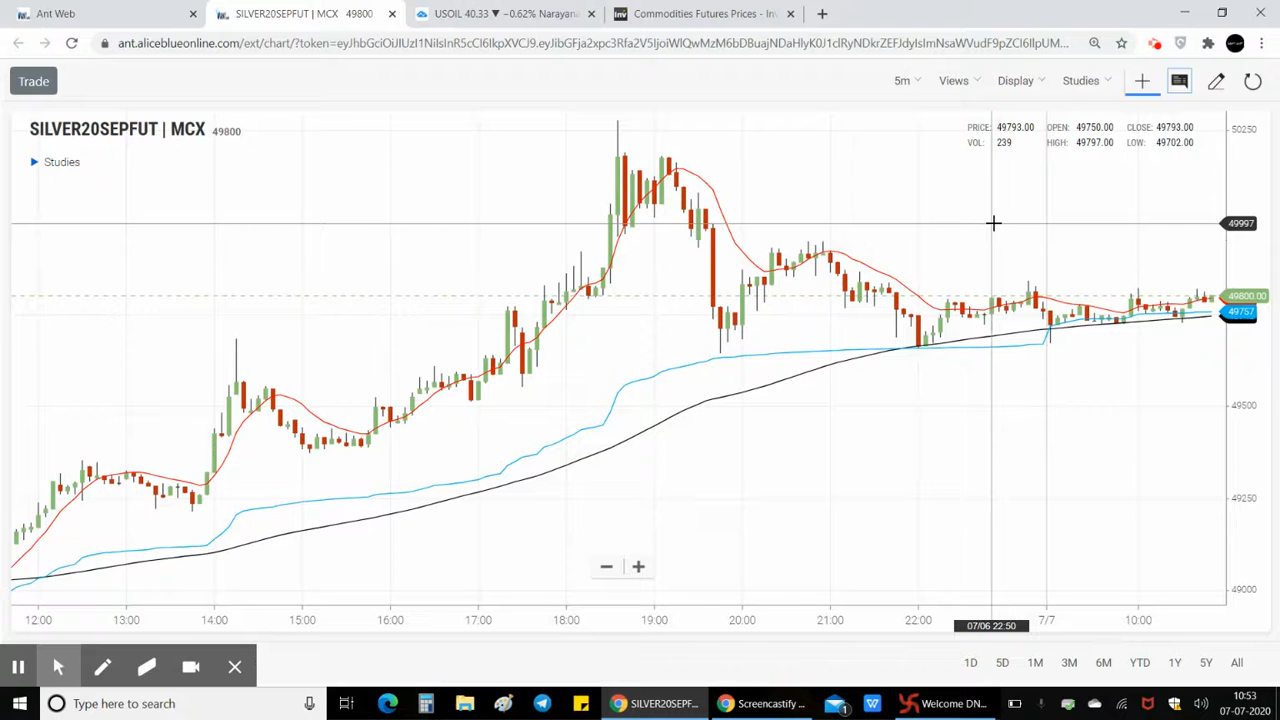 Ant Web
SILVER20SEPFUT | MCX 49800
USOIL 40.33 ▼ −0.62% Narayana
Commodities Futures Prices - Inv
5m Views Display Studies
Trade
SILVER20SEPFUT | MCX 49800
Studies
PRICE: 49793.00 OPEN: 49750.00 CLOSE: 49793.00
VOL: 239 HIGH: 49797.00 LOW: 49702.00
50250
49997
49800.00
49757
49500
49250
49000
12:00 13:00 14:00 15:00 16:00 17:00 18:00 19:00 20:00 21:00 22:00 7/7 10:00
07/06 22:50
1D 5D 1M 3M 6M YTD 1Y 5Y All
Type here to search
SILVER20SEPF...
Screencastify ...
1
Welcome DN...
10:53
07-07-2020